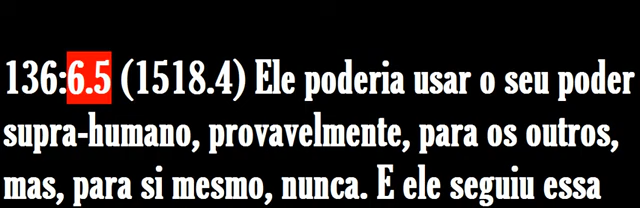 136:6.5 (1518.4) Ele poderia usar o seu poder
supra-humano, provavelmente, para os outros,
mas, para si mesmo, nunca. E ele seguiu essa